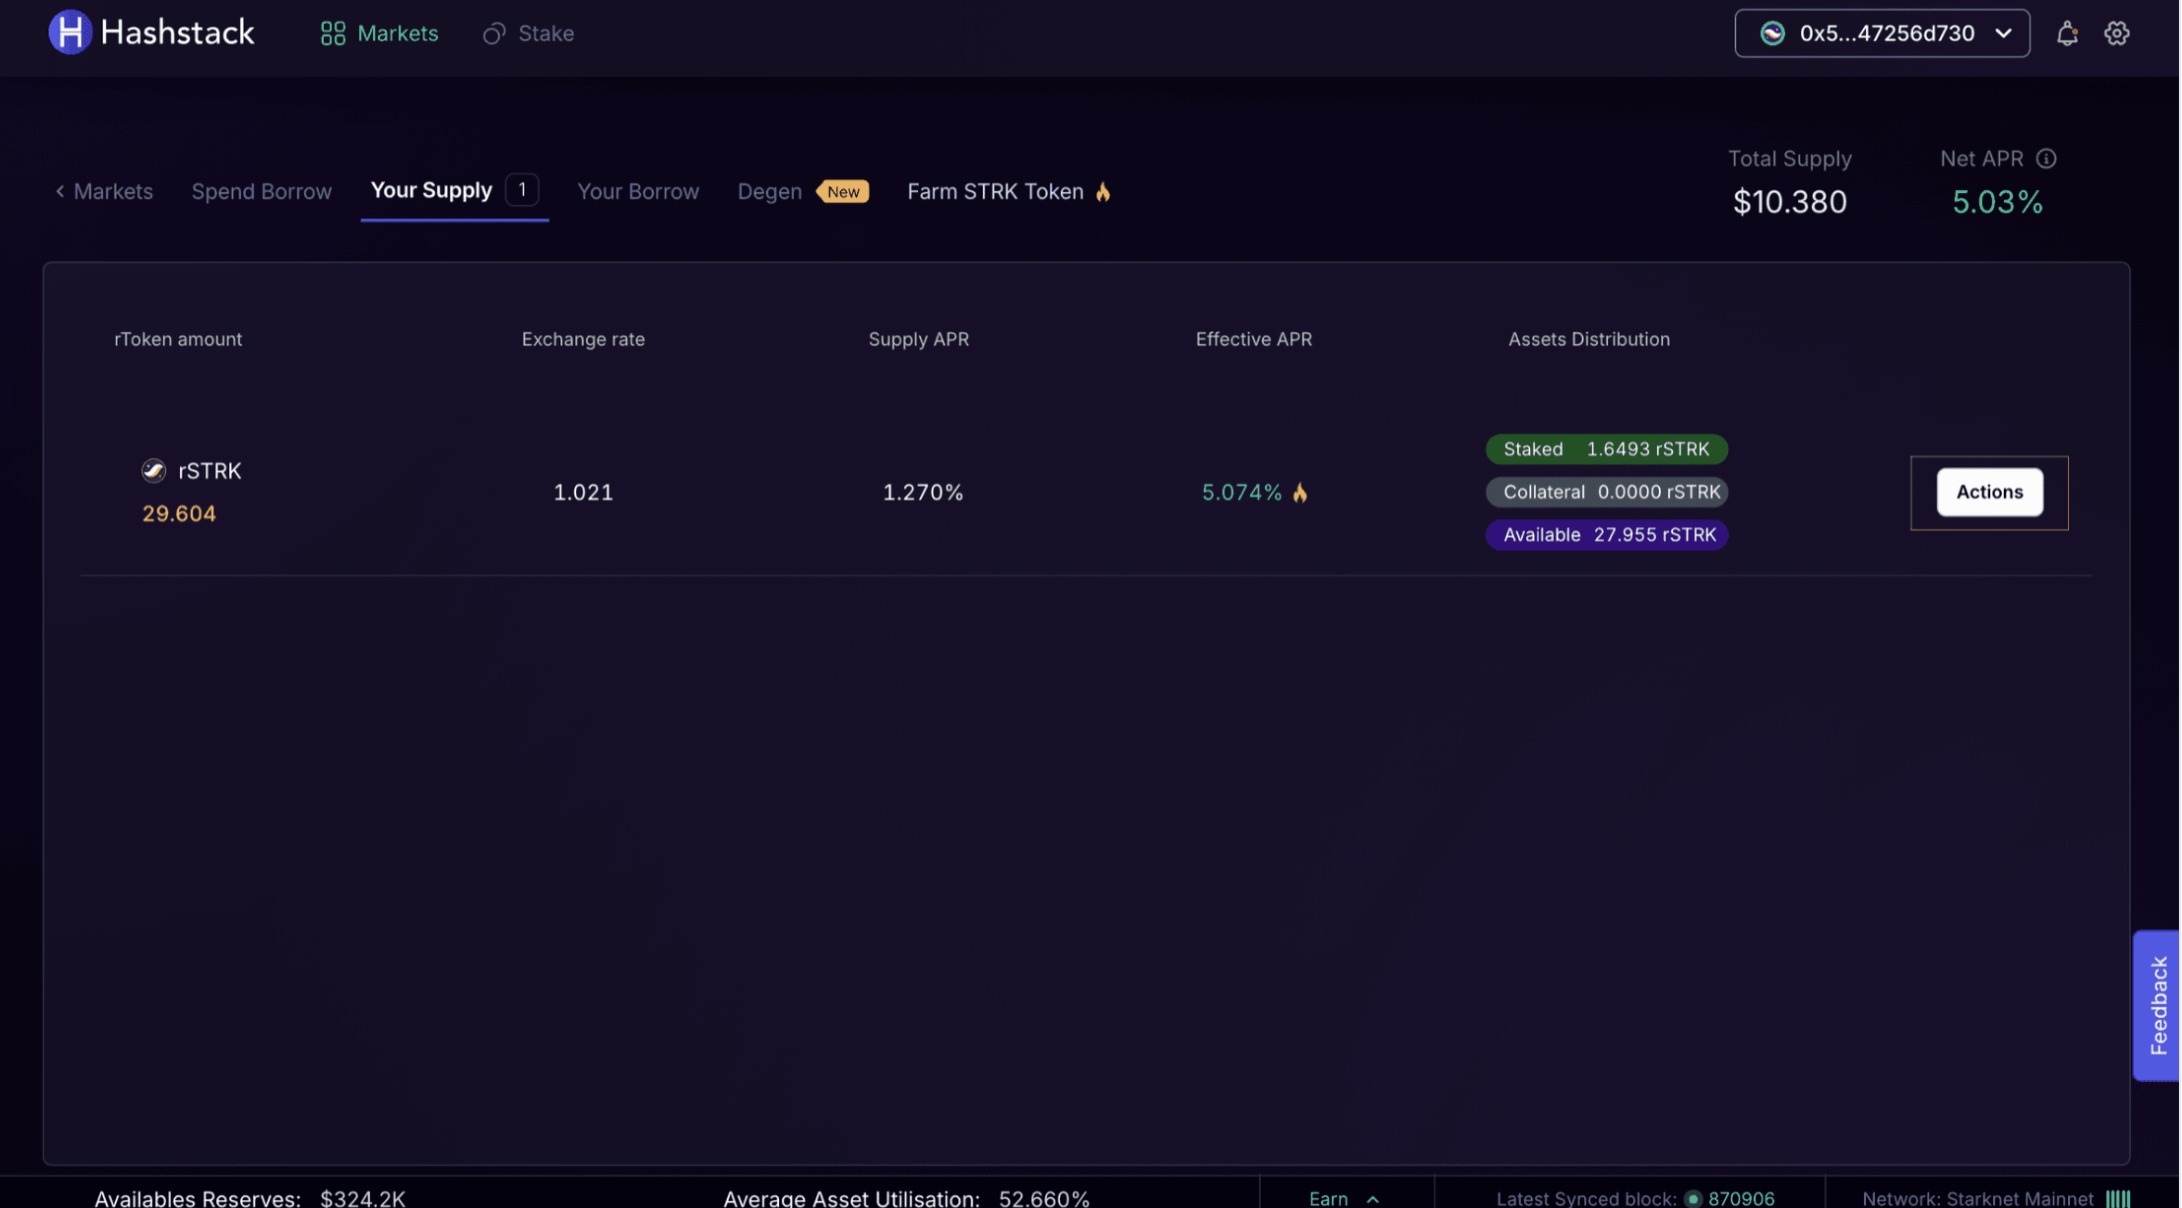 Hashstack Markets Stake 0x5...47256d730
Total Supply Net APR
$10.380 5.03%
Markets Spend Borrow Your Supply 1 Your Borrow Degen New Farm STRK Token
rToken amount Exchange rate Supply APR Effective APR Assets Distribution
Staked 1.6493 rSTRK
rSTRK
29.604
1.021 1.270% 5.074% Collateral 0.0000 rSTRK Actions
Available 27.955 rSTRK
Feedback
Availables Reserves: $324.2K Average Asset Utilisation: 52.660% Earn Latest Synced block: 870906 Network: Starknet Mainnet